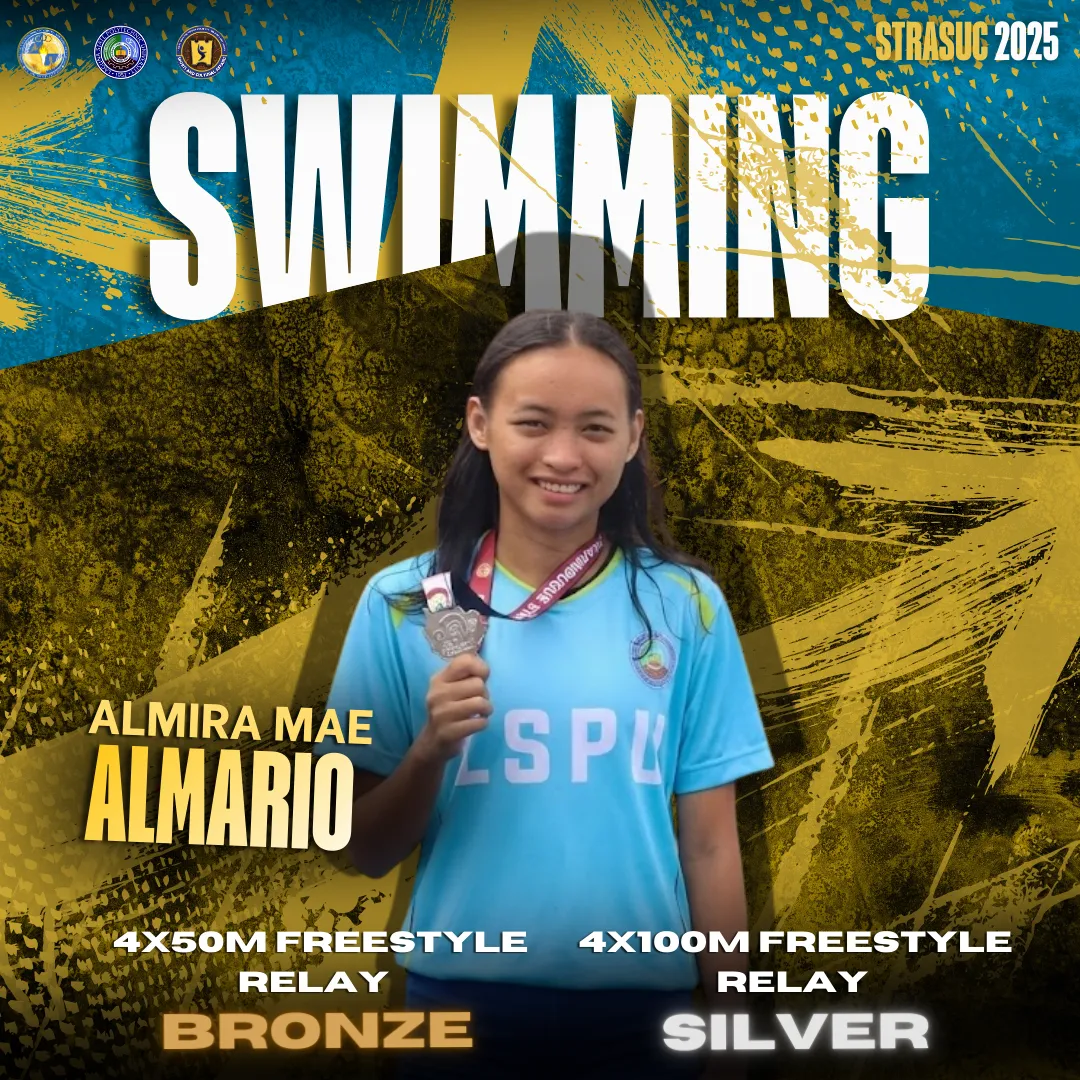 STRASUC 2025
SWIMMING
LSPU
ALMIRA MAE
ALMARIO
4X50M FREESTYLE
RELAY
BRONZE
4X100M FREESTYLE
RELAY
SILVER